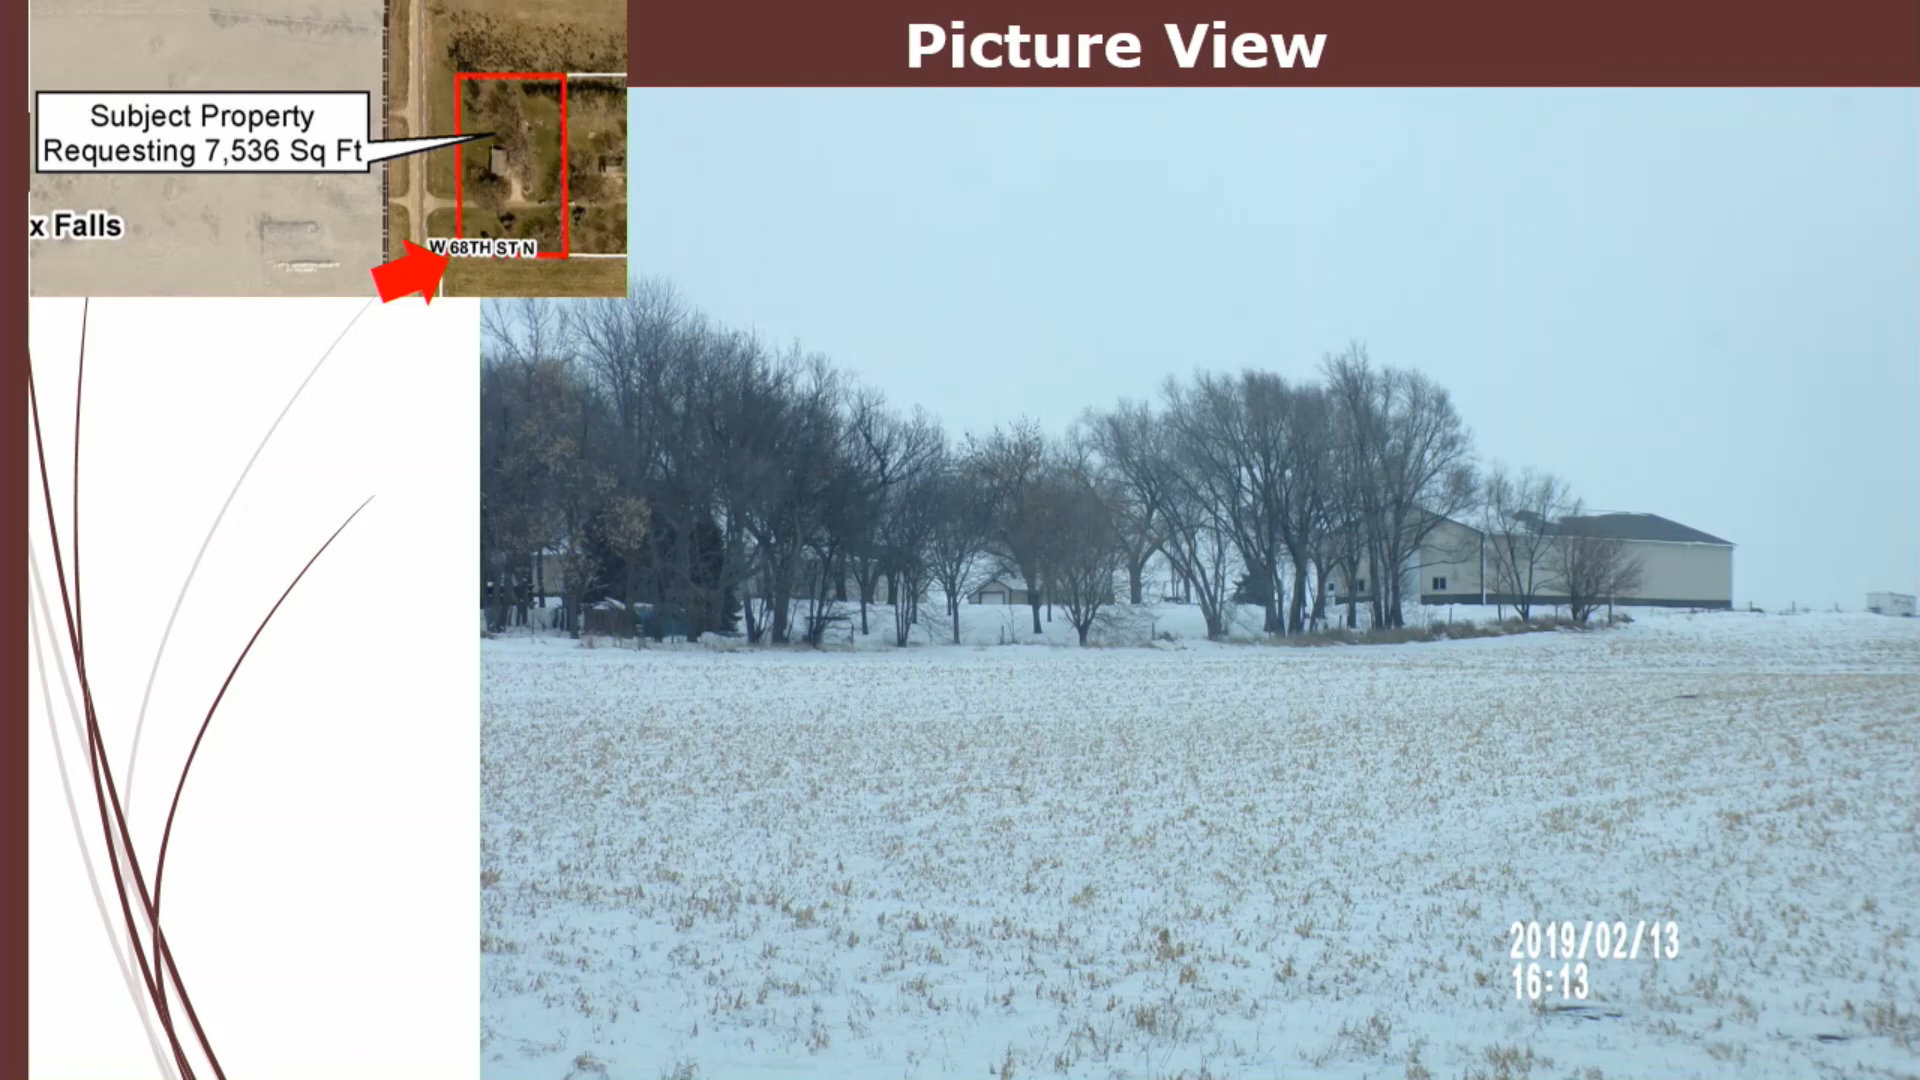 Picture View
Subject Property
Requesting 7,536 Sq Ft
x Falls
W 68TH ST N
2019/02/13
16:13